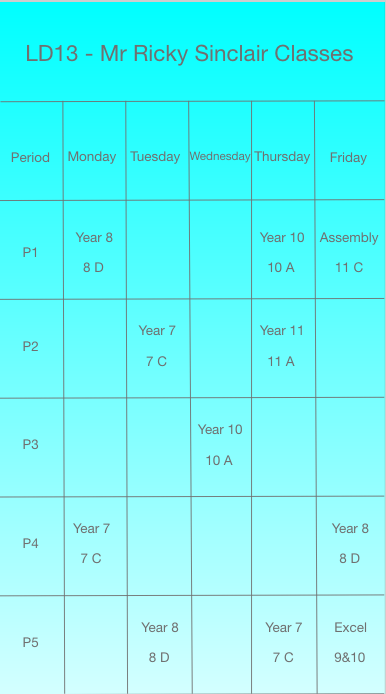 LD13 - Mr Ricky Sinclair Classes
Period Monday Tuesday Wednesday Thursday Friday
P1
Year 8
8 D
Year 10
10 A
Assembly
11 C
P2
Year 7
7 C
Year 11
11 A
P3
Year 10
10 A
P4
Year 7
7 C
Year 8
8 D
P5
Year 8
8 D
Year 7
7 C
Excel
9&10